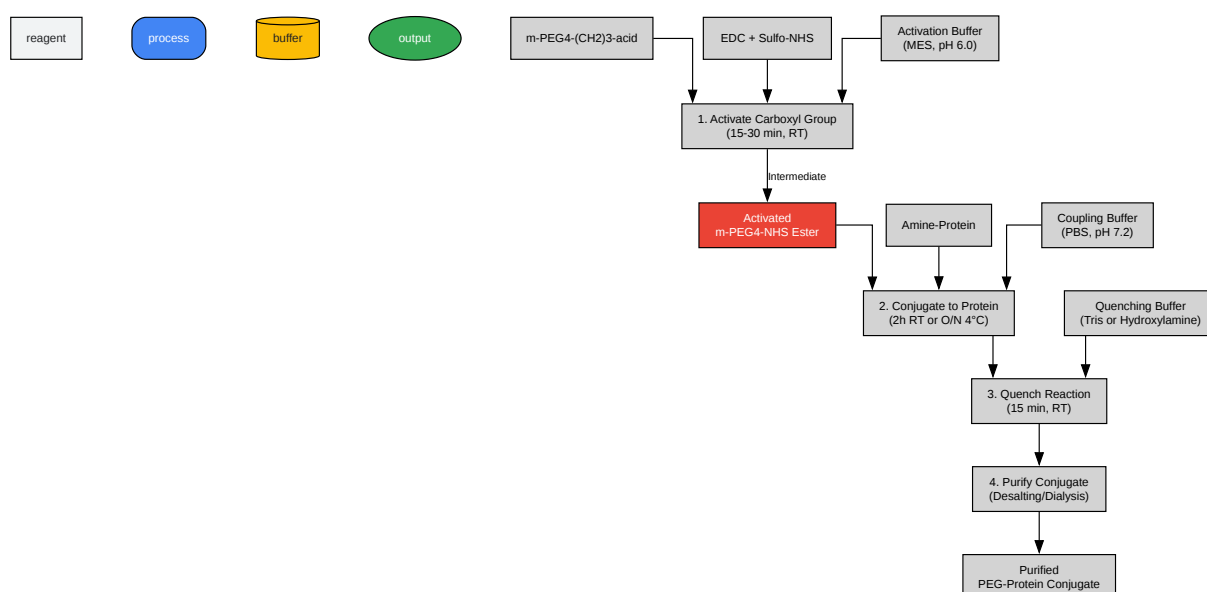 reagent
process
buffer
output
m-PEG4-(CH2)3-acid
EDC + Sulfo-NHS
Activation Buffer
(MES, pH 6.0)
1. Activate Carboxyl Group
(15-30 min, RT)
Intermediate
Activated
m-PEG4-NHS Ester
Amine-Protein
Coupling Buffer
(PBS, pH 7.2)
2. Conjugate to Protein
(2h RT or O/N 4°C)
Quenching Buffer
(Tris or Hydroxylamine)
3. Quench Reaction
(15 min, RT)
4. Purify Conjugate
(Desalting/Dialysis)
Purified
PEG-Protein Conjugate